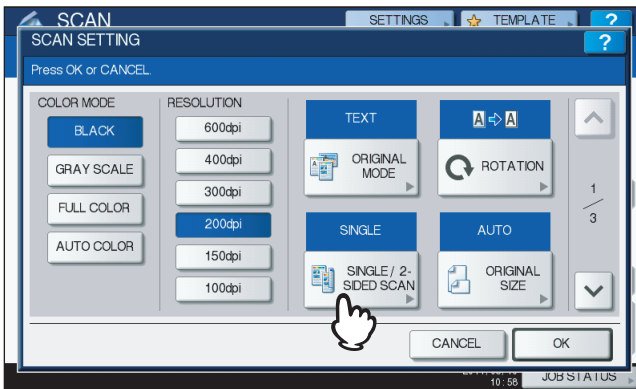 SCAN
SETTINGS
TEMPLATE
?
SCAN SETTING
?
Press OK or CANCEL.
COLOR MODE
BLACK
GRAY SCALE
FULL COLOR
AUTO COLOR
RESOLUTION
600dpi
400dpi
300dpi
200dpi
150dpi
100dpi
TEXT
ORIGINAL
MODE
A A
ROTATION
SINGLE
SINGLE / 2-
SIDED SCAN
AUTO
ORIGINAL
SIZE
1
3
CANCEL
OK
10:58
JOB STATUS